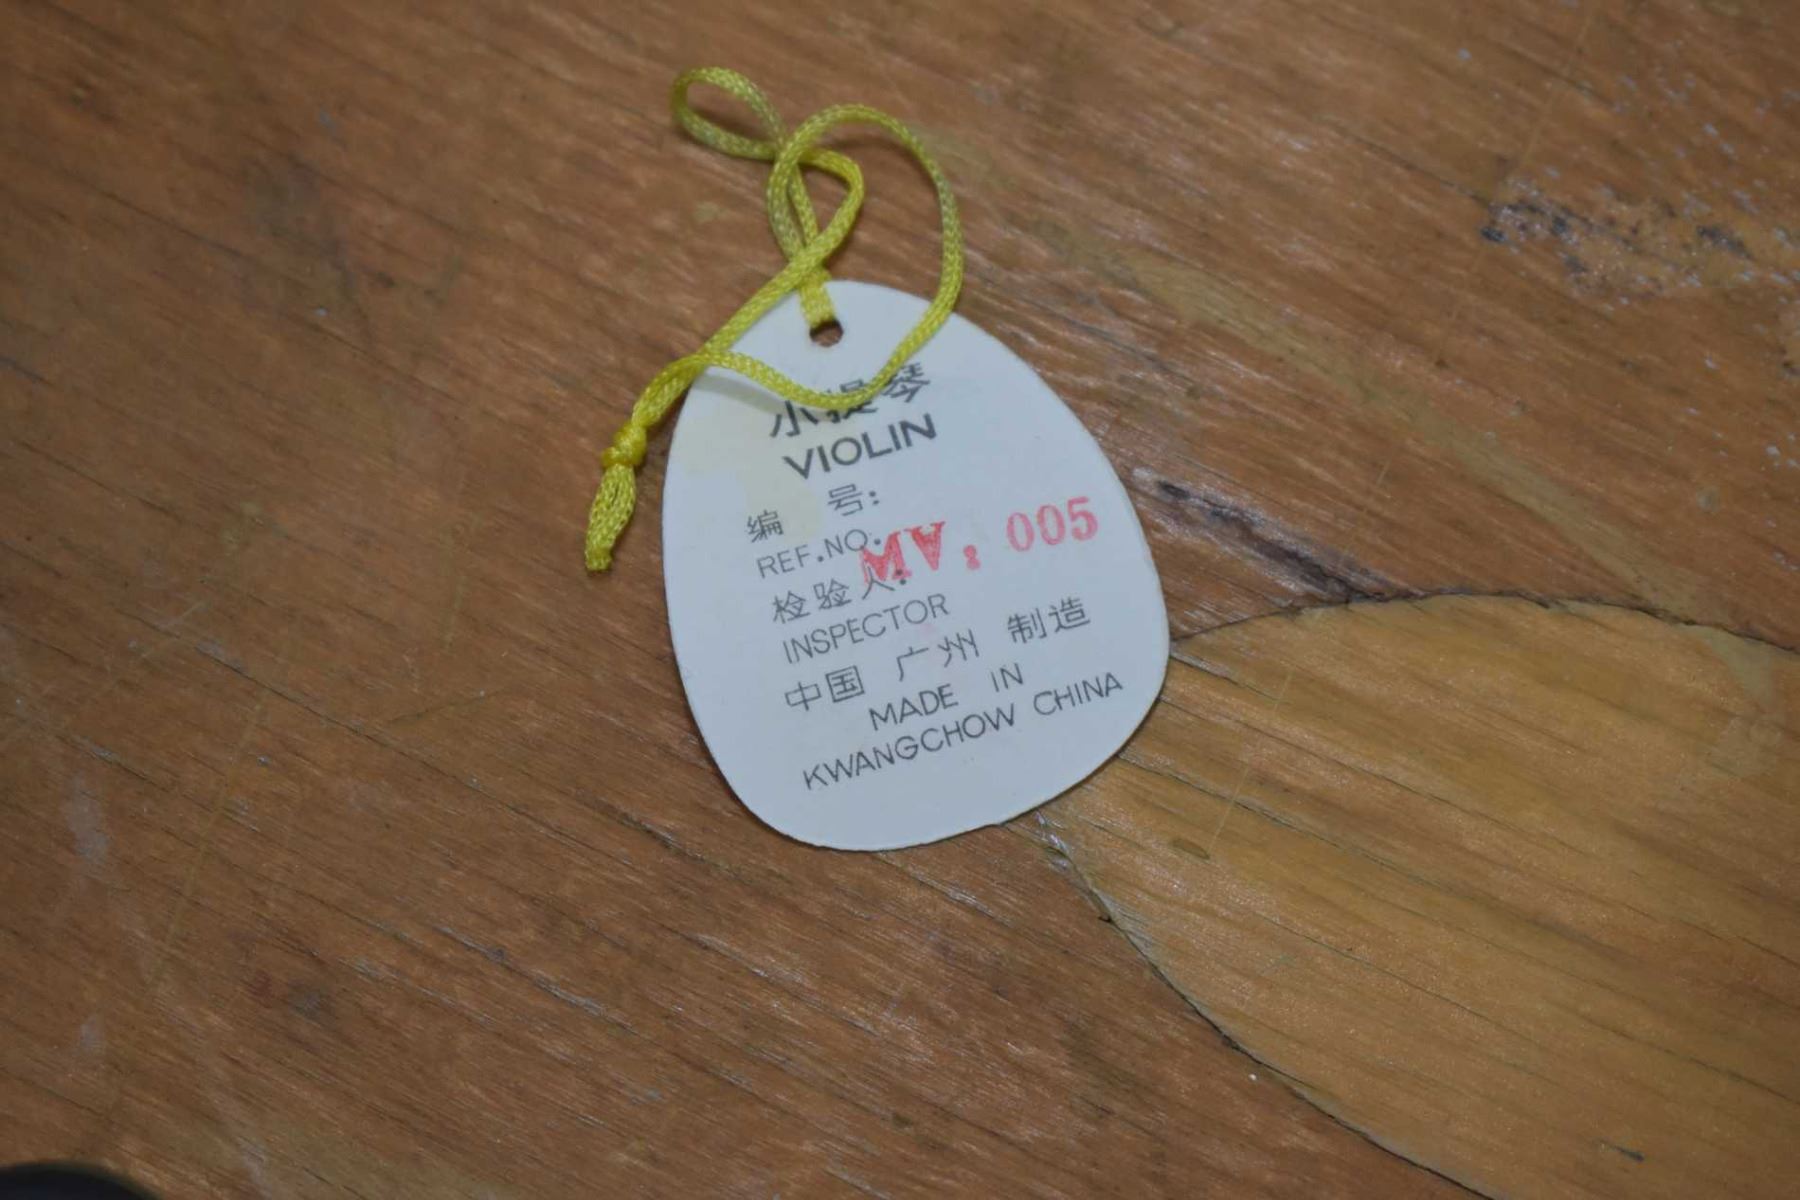 小提琴
VIOLIN
编 号:
REF.NO. MV. 005
检验人:
INSPECTOR
中国 广州 制造
MADE IN
KWANGCHOW CHINA